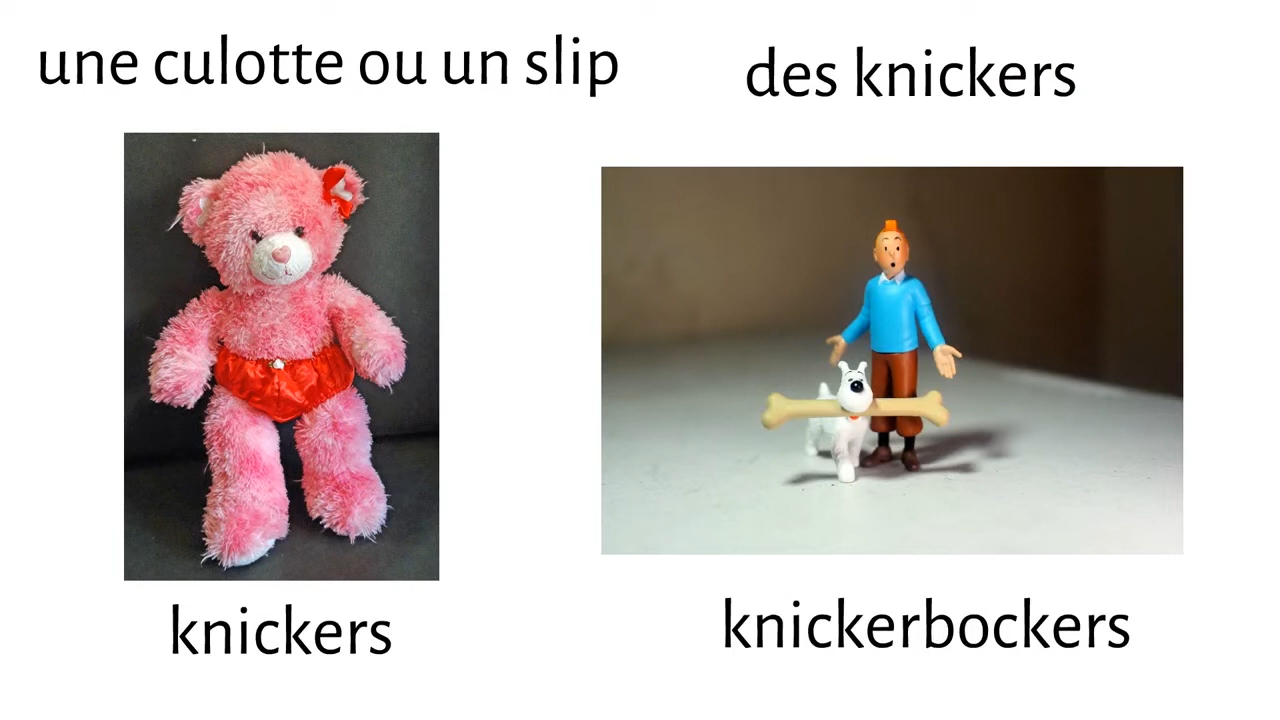 une culotte ou un slip
des knickers
knickers
knickerbockers